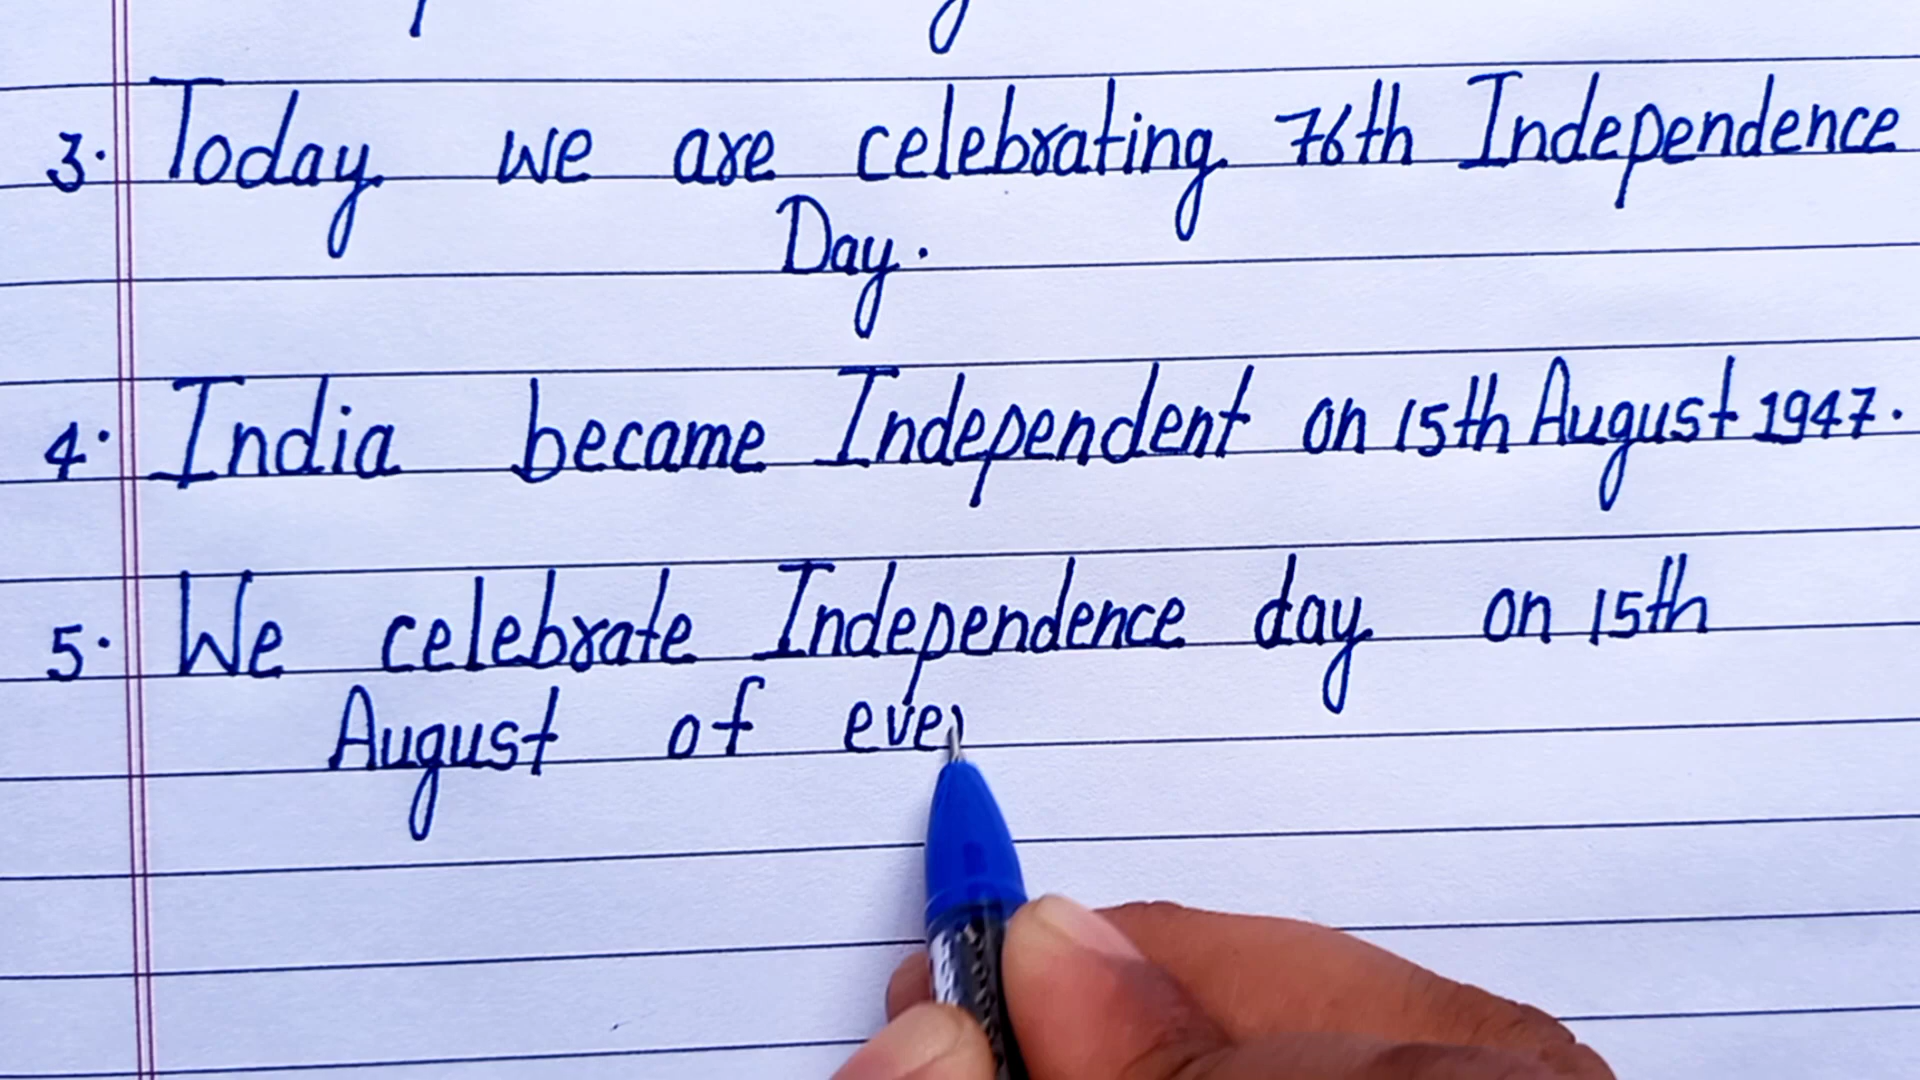 3. Today we are celebrating 76th Independence
Day.
4. India became Independent on 15th August 1947.
5. We celebrate Independence day on 15th
August of eve